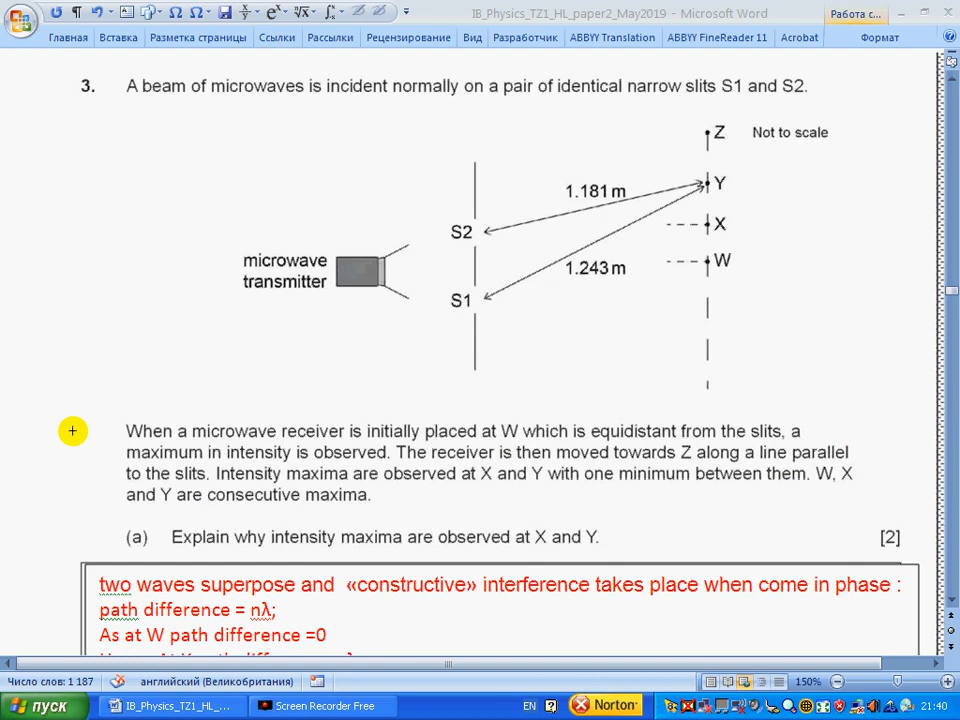 IB_Physics_TZ1_HL_paper2_May2019 - Microsoft Word
Работа с...
Главная Вставка Разметка страницы Ссылки Рассылки Рецензирование Вид Разработчик ABBYY Translation ABBYY FineReader 11 Acrobat Формат
3. A beam of microwaves is incident normally on a pair of identical narrow slits S1 and S2.
Z Not to scale
Y
1.181 m
X
S2
W
microwave
transmitter
1.243 m
S1
When a microwave receiver is initially placed at W which is equidistant from the slits, a
maximum in intensity is observed. The receiver is then moved towards Z along a line parallel
to the slits. Intensity maxima are observed at X and Y with one minimum between them. W, X
and Y are consecutive maxima.
(a) Explain why intensity maxima are observed at X and Y. [2]
two waves superpose and «constructive» interference takes place when come in phase :
path difference = nλ;
As at W path difference =0
Число слов: 1 187 английский (Великобритания) 150%
пуск IB_Physics_TZ1_HL_... Screen Recorder Free EN Norton 21:40